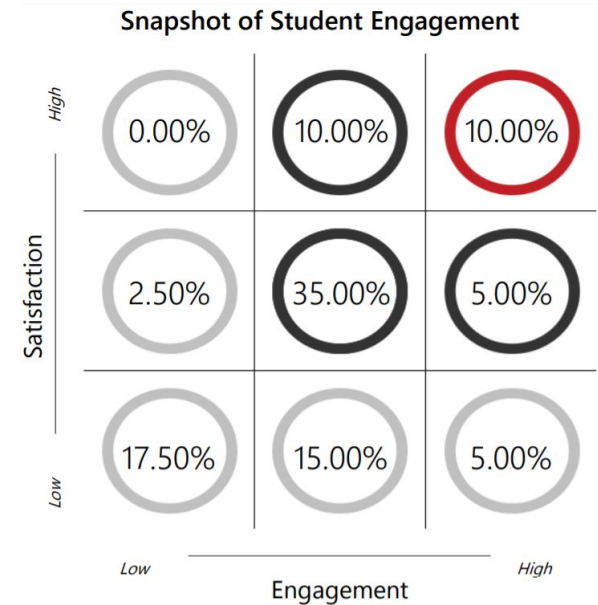 Snapshot of Student Engagement
High
0.00%
10.00%
10.00%
Satisfaction
2.50%
35.00%
5.00%
17.50%
15.00%
5.00%
Low
Low
High
Engagement